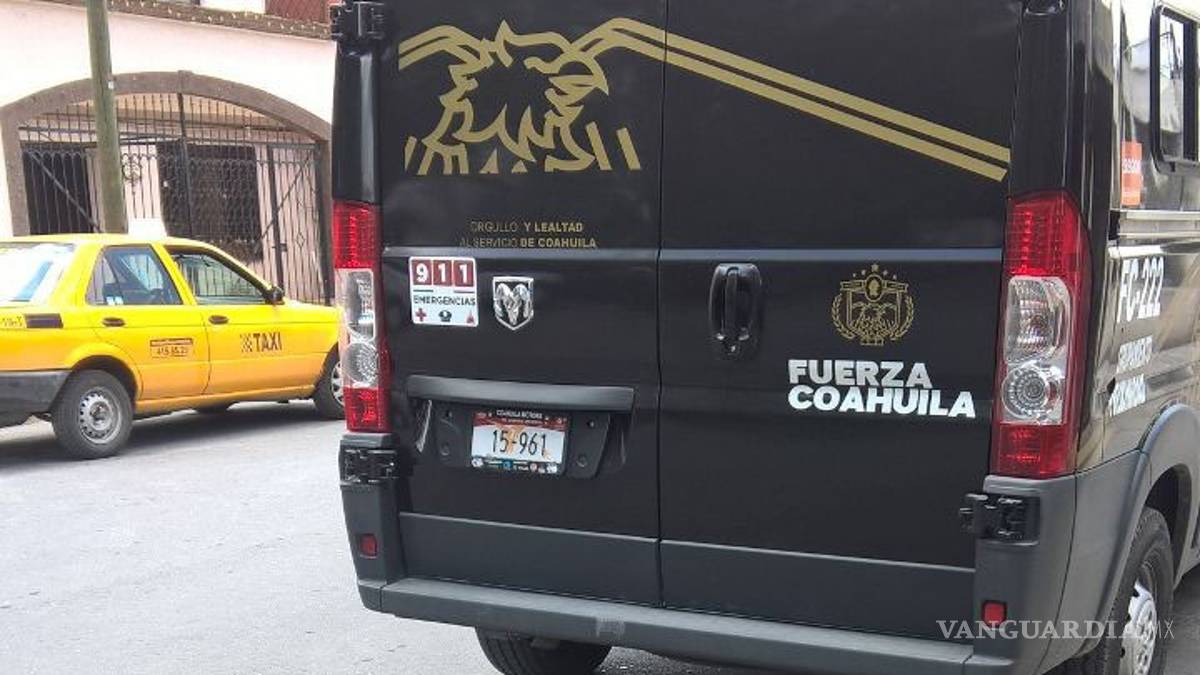 ORGULLO Y LEALTAD
AL SERVICIO DE COAHUILA
911
EMERGENCIAS
FUERZA
COAHUILA
15-961
FC-222
TAXI
VANGUARDIA MX